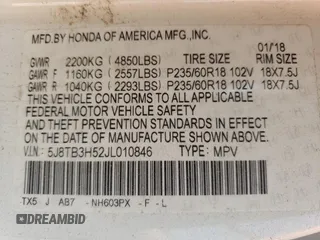 MFD.BY HONDA OF AMERICA MFG., INC.
01/18
GVWR 2200KG (4850LBS) TIRE SIZE RIM SIZE
GAWR F 1160KG (2557LBS) P235/60R18 102V 18X7.5J
GAWR R 1040KG (2293LBS) P235/60R18 102V 18X7.5J
THIS VEHICLE CONFORMS TO ALL APPLICABLE
FEDERAL MOTOR VEHICLE SAFETY
AND THEFT PREVENTION STANDARDS IN EFFECT
ON THE DATE OF MANUFACTURE SHOWN ABOVE.
V.I.N: 5J8TB3H52JL010846 TYPE: MPV
TX5 J AB7 - NH603PX - F - L
© DRIVEAMBID DRIVEAMBID.COM